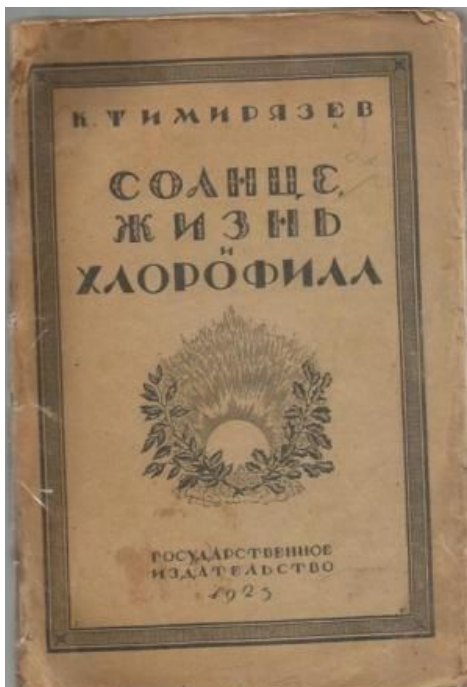 К. ТИМИРЯЗЕВ
СОЛНЦЕ,
ЖИЗНЬ
И
ХЛОРОФИЛЛ
ГОСУДАРСТВЕННОЕ
ИЗДАТЕЛЬСТВО
1923